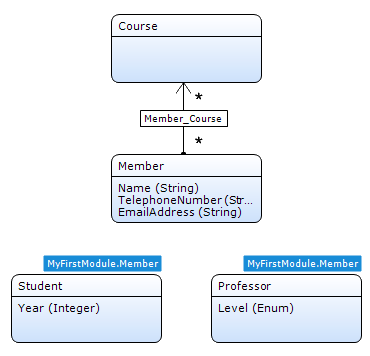 Course
*
Member_Course
*
Member
Name (String)
TelephoneNumber (Str...
EmailAddress (String)
MyFirstModule.Member
MyFirstModule.Member
Student
Professor
Year (Integer)
Level (Enum)